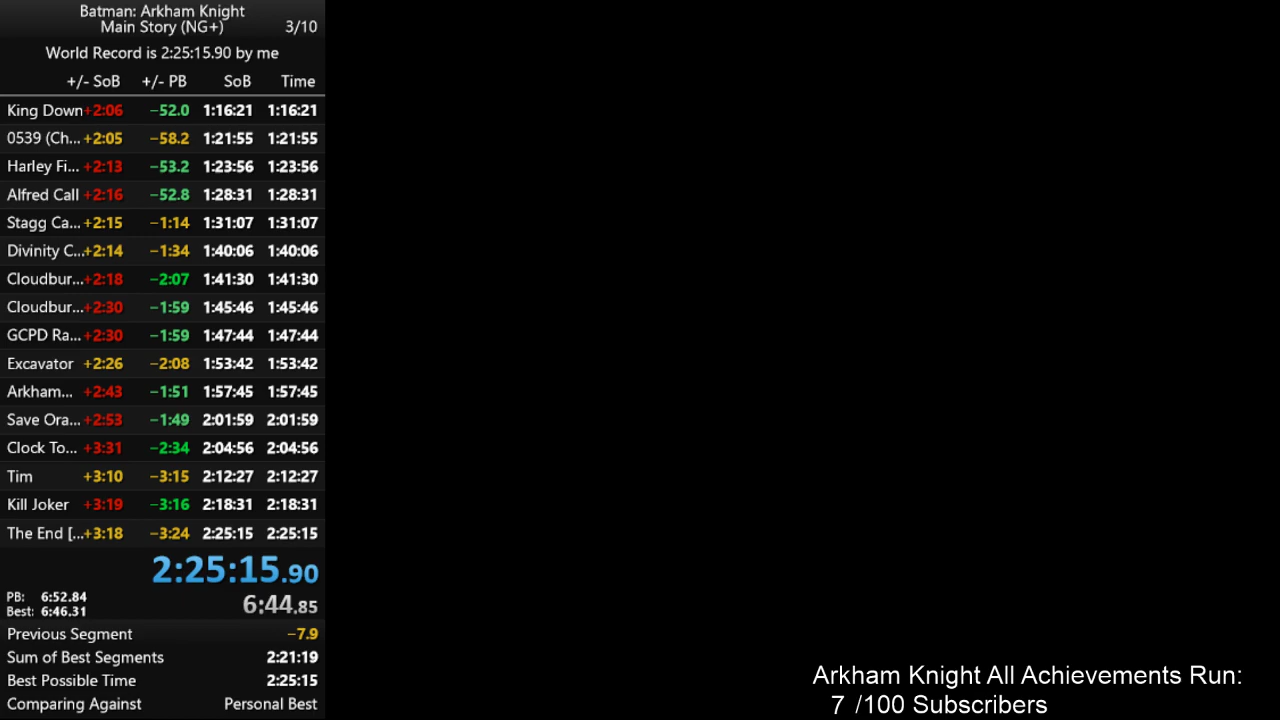 Batman: Arkham Knight
Main Story (NG+) 3/10
World Record is 2:25:15.90 by me
+/- SoB +/- PB SoB Time
King Down +2:06 −52.0 1:16:21 1:16:21
0539 (Ch... +2:05 −58.2 1:21:55 1:21:55
Harley Fi... +2:13 −53.2 1:23:56 1:23:56
Alfred Call +2:16 −52.8 1:28:31 1:28:31
Stagg Ca... +2:15 −1:14 1:31:07 1:31:07
Divinity C... +2:14 −1:34 1:40:06 1:40:06
Cloudbur... +2:18 −2:07 1:41:30 1:41:30
Cloudbur... +2:30 −1:59 1:45:46 1:45:46
GCPD Ra... +2:30 −1:59 1:47:44 1:47:44
Excavator +2:26 −2:08 1:53:42 1:53:42
Arkham... +2:43 −1:51 1:57:45 1:57:45
Save Ora... +2:53 −1:49 2:01:59 2:01:59
Clock To... +3:31 −2:34 2:04:56 2:04:56
Tim +3:10 −3:15 2:12:27 2:12:27
Kill Joker +3:19 −3:16 2:18:31 2:18:31
The End [... +3:18 −3:24 2:25:15 2:25:15
2:25:15.90
PB: 6:52.84
Best: 6:46.31
6:44.85
Previous Segment −7.9
Sum of Best Segments 2:21:19
Best Possible Time 2:25:15
Comparing Against Personal Best
Arkham Knight All Achievements Run:
7 /100 Subscribers